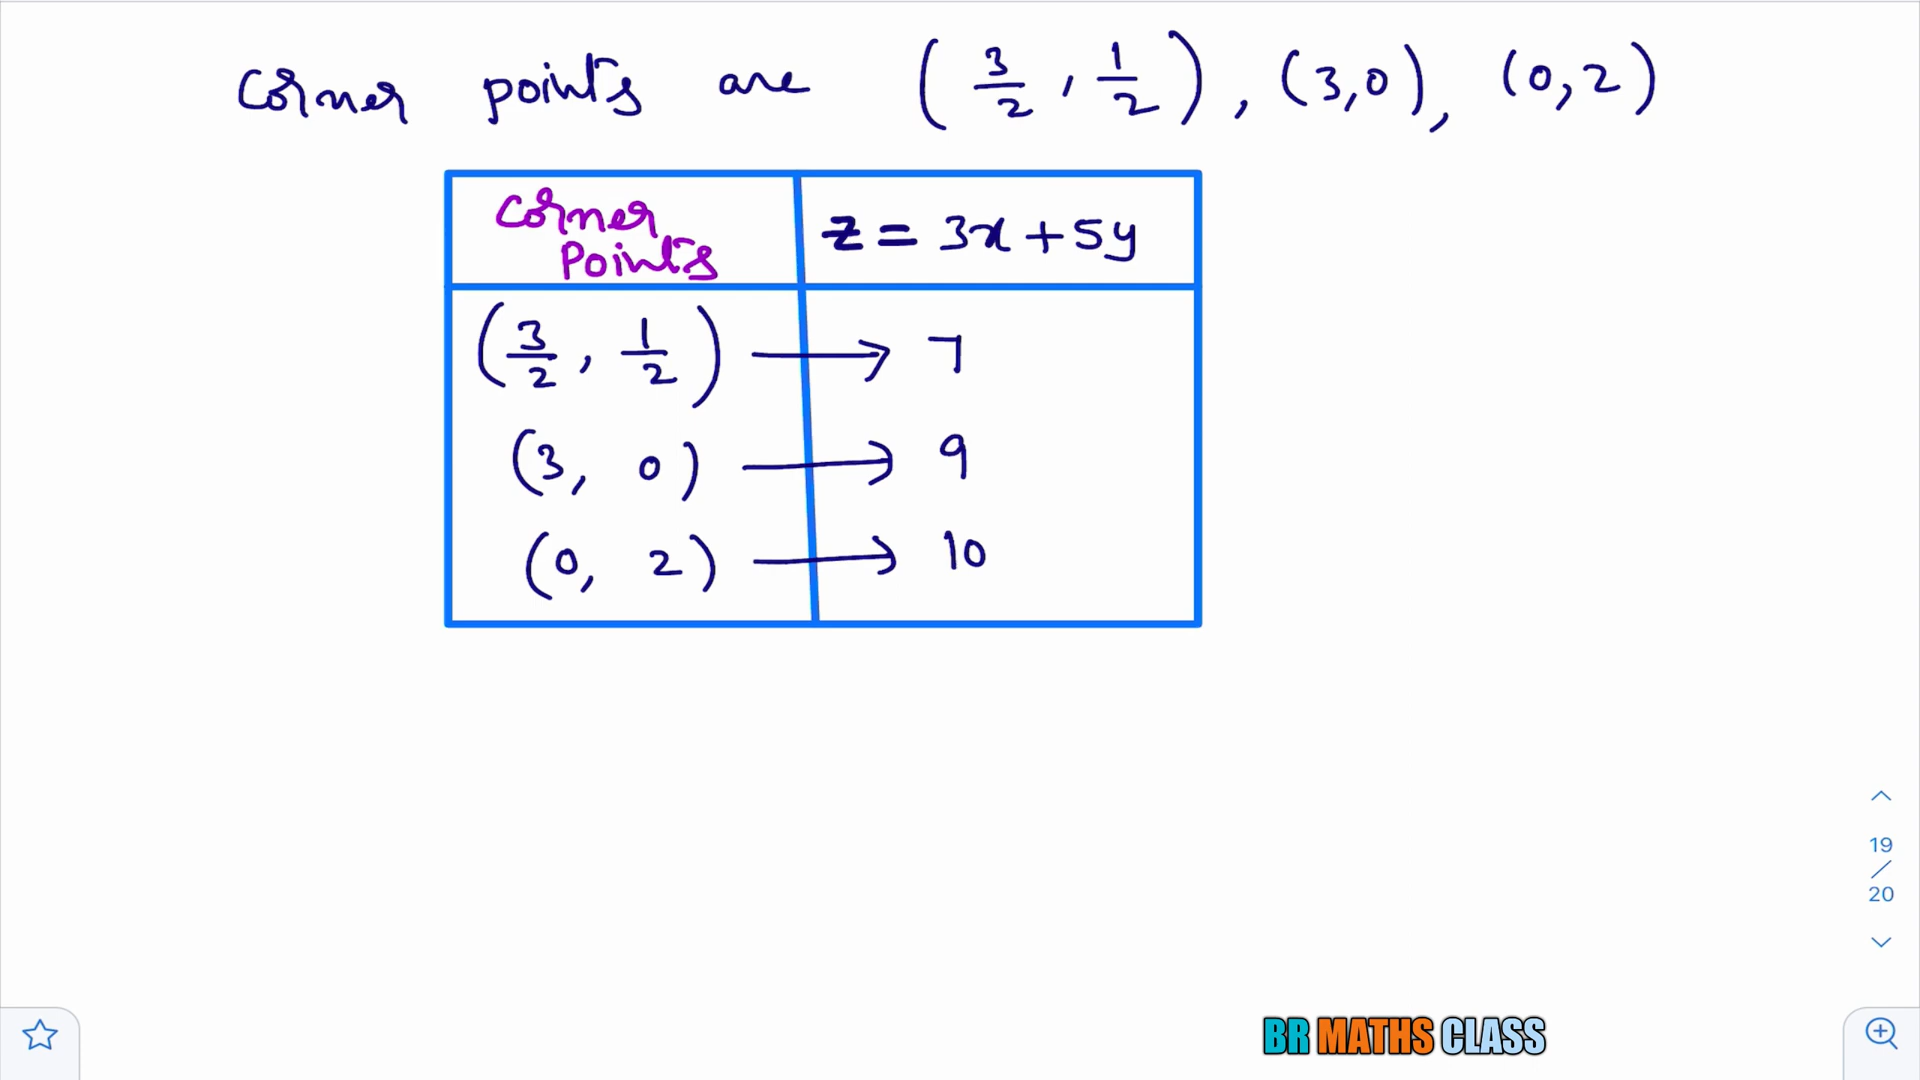 Corner points are (3/2, 1/2), (3,0), (0,2)
Corner Points
z = 3x + 5y
(3/2, 1/2) → 7
(3, 0) → 9
(0, 2) → 10
19
/
20
BR MATHS CLASS